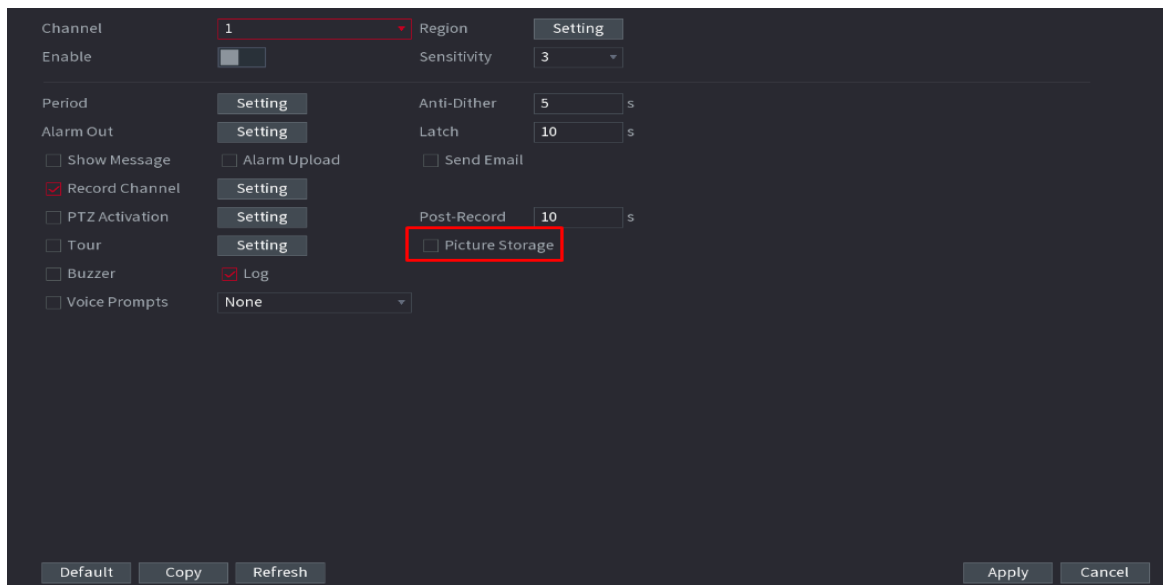 Channel 1 Region Setting
Enable Sensitivity 3
Period Setting Anti-Dither 5 s
Alarm Out Setting Latch 10 s
Show Message Alarm Upload Send Email
Record Channel Setting
PTZ Activation Setting Post-Record 10 s
Tour Setting Picture Storage
Buzzer Log
Voice Prompts None
Default Copy Refresh Apply Cancel